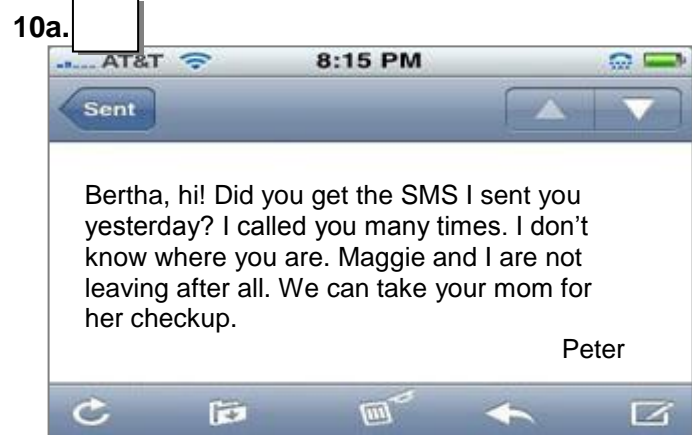 10a.
AT&T 8:15 PM
Sent
Bertha, hi! Did you get the SMS I sent you
yesterday? I called you many times. I don’t
know where you are. Maggie and I are not
leaving after all. We can take your mom for
her checkup.
Peter